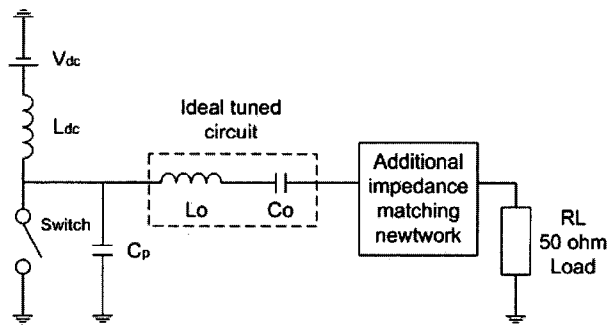 Vdc
Ldc
Ideal tuned
circuit
Lo
Co
Switch
Cp
Additional
impedance
matching
newtwork
RL
50 ohm
Load